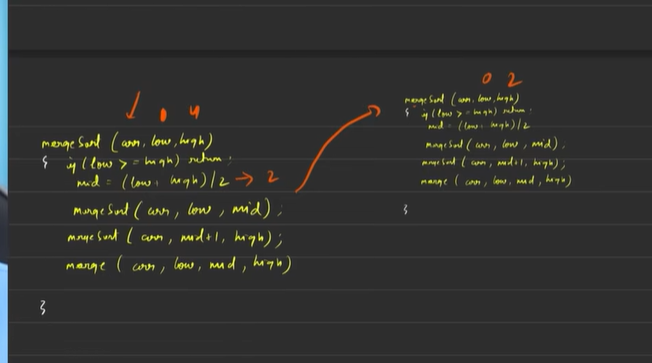 0 4
mergeSort (arr, low, high)
{ if (low >= high) return;
mid = (low + high)/2 → 2
mergeSort (arr, low, mid);
mergeSort (arr, mid+1, high);
merge (arr, low, mid, high)
}
0 2
mergeSort (arr, low, high)
{ if (low >= high) return;
mid = (low + high)/2
mergeSort (arr, low, mid);
mergeSort (arr, mid+1, high);
merge (arr, low, mid, high)
}